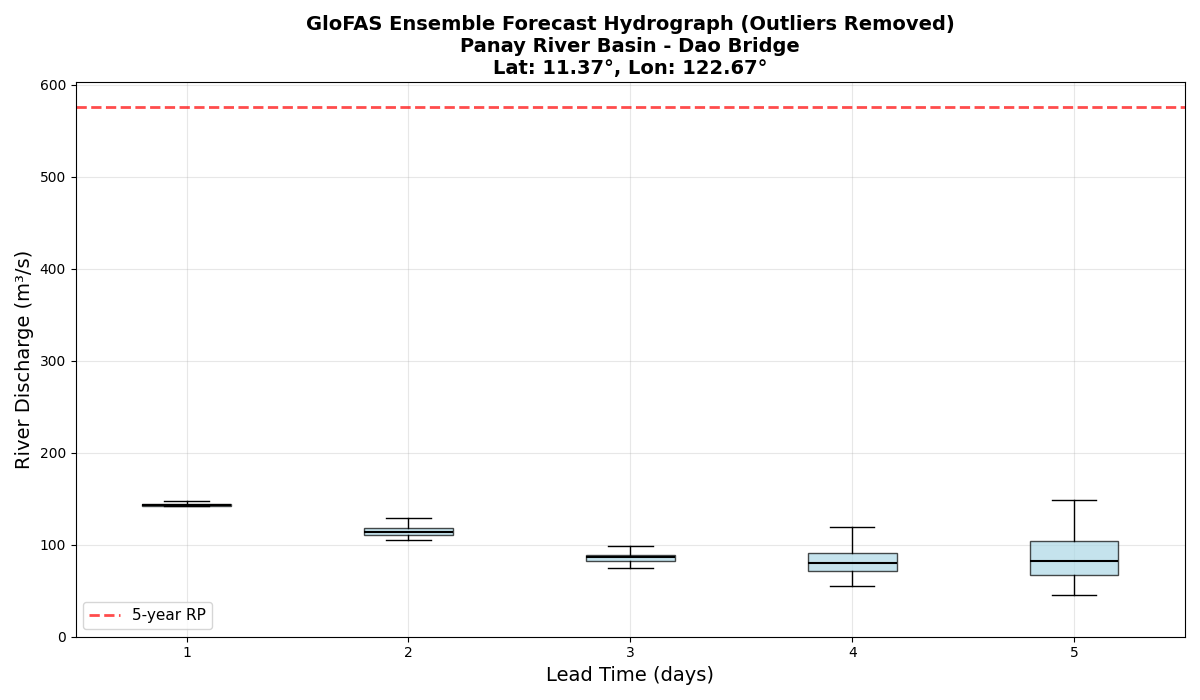 GloFAS Ensemble Forecast Hydrograph (Outliers Removed)
Panay River Basin - Dao Bridge
Lat: 11.37°, Lon: 122.67°
River Discharge (m³/s)
600
500
400
300
200
100
0
5-year RP
1 2 3 4 5
Lead Time (days)